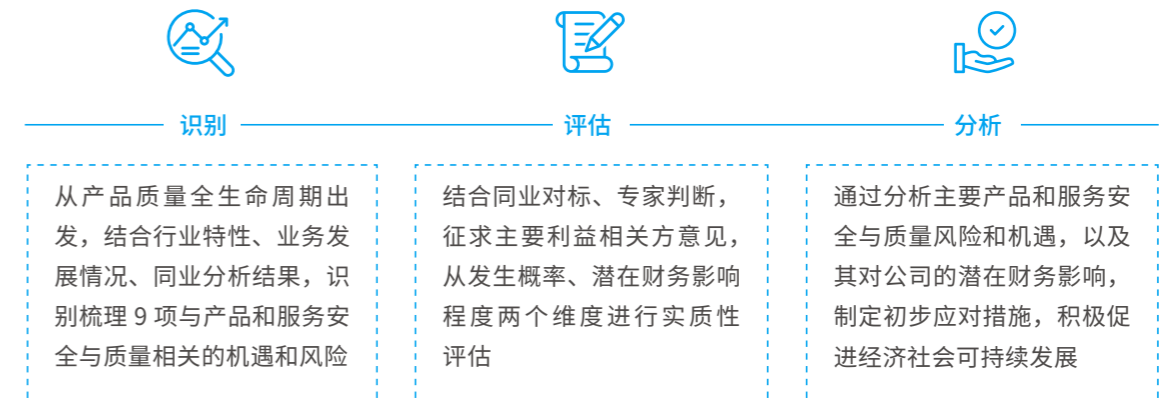 识别
从产品质量全生命周期出
发，结合行业特性、业务发
展情况、同业分析结果，识
别梳理 9 项与产品和服务安
全与质量相关的机遇和风险
评估
结合同业对标、专家判断，
征求主要利益相关方意见，
从发生概率、潜在财务影响
程度两个维度进行实质性
评估
分析
通过分析主要产品和服务安
全与质量风险和机遇，以及
其对公司的潜在财务影响，
制定初步应对措施，积极促
进经济社会可持续发展